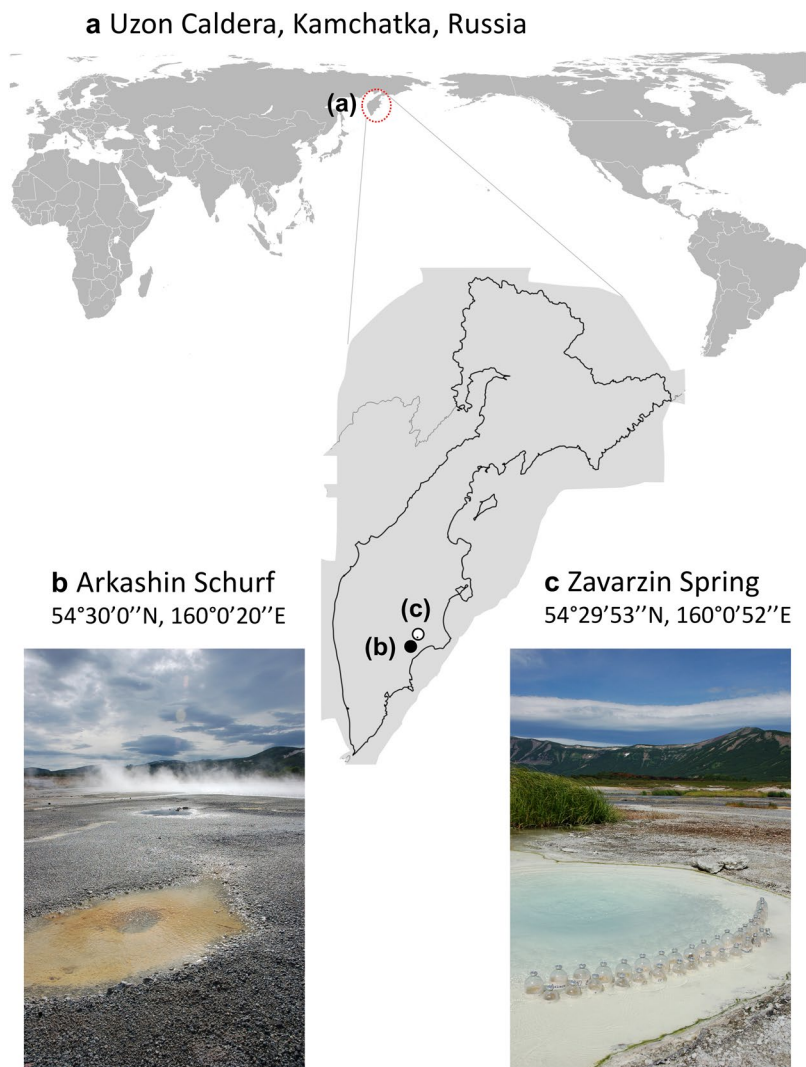 a Uzon Caldera, Kamchatka, Russia
(a)
b Arkashin Schurf
54°30'0''N, 160°0'20''E
c Zavarzin Spring
54°29'53''N, 160°0'52''E
(c)
(b)